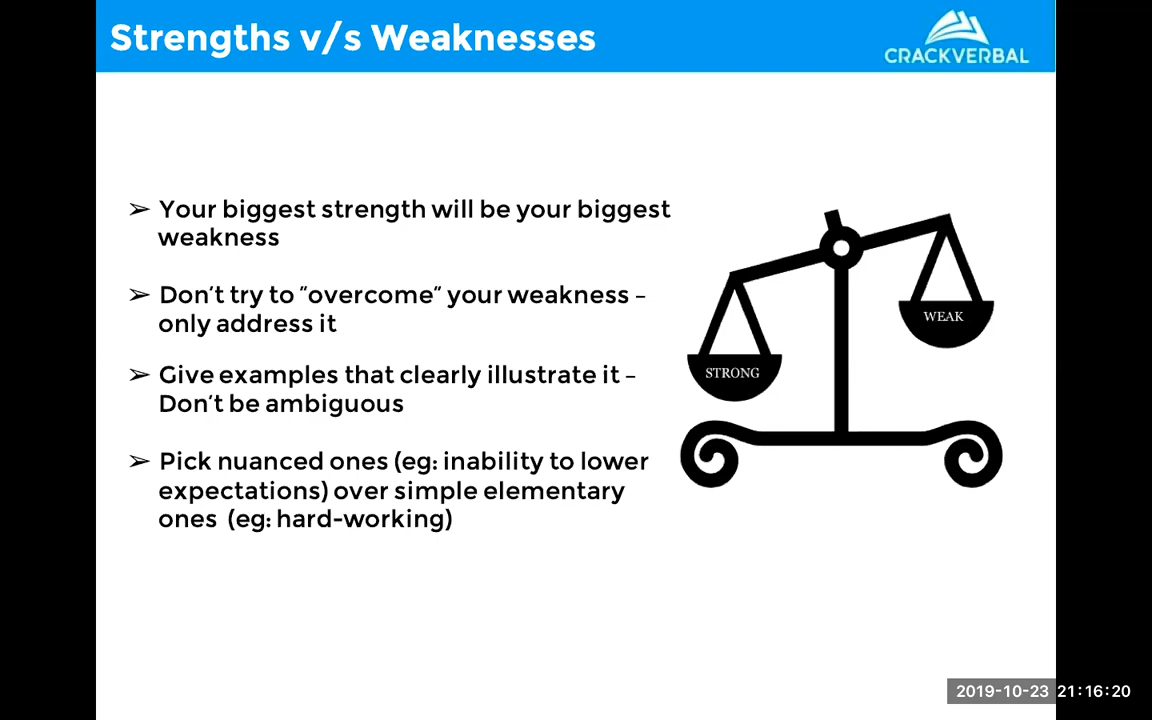 Strengths v/s Weaknesses
CRACKVERBAL
➢ Your biggest strength will be your biggest
weakness
➢ Don't try to "overcome" your weakness –
only address it
➢ Give examples that clearly illustrate it –
Don't be ambiguous
➢ Pick nuanced ones (eg: inability to lower
expectations) over simple elementary
ones (eg: hard-working)
WEAK
STRONG
2019-10-23 21:16:20